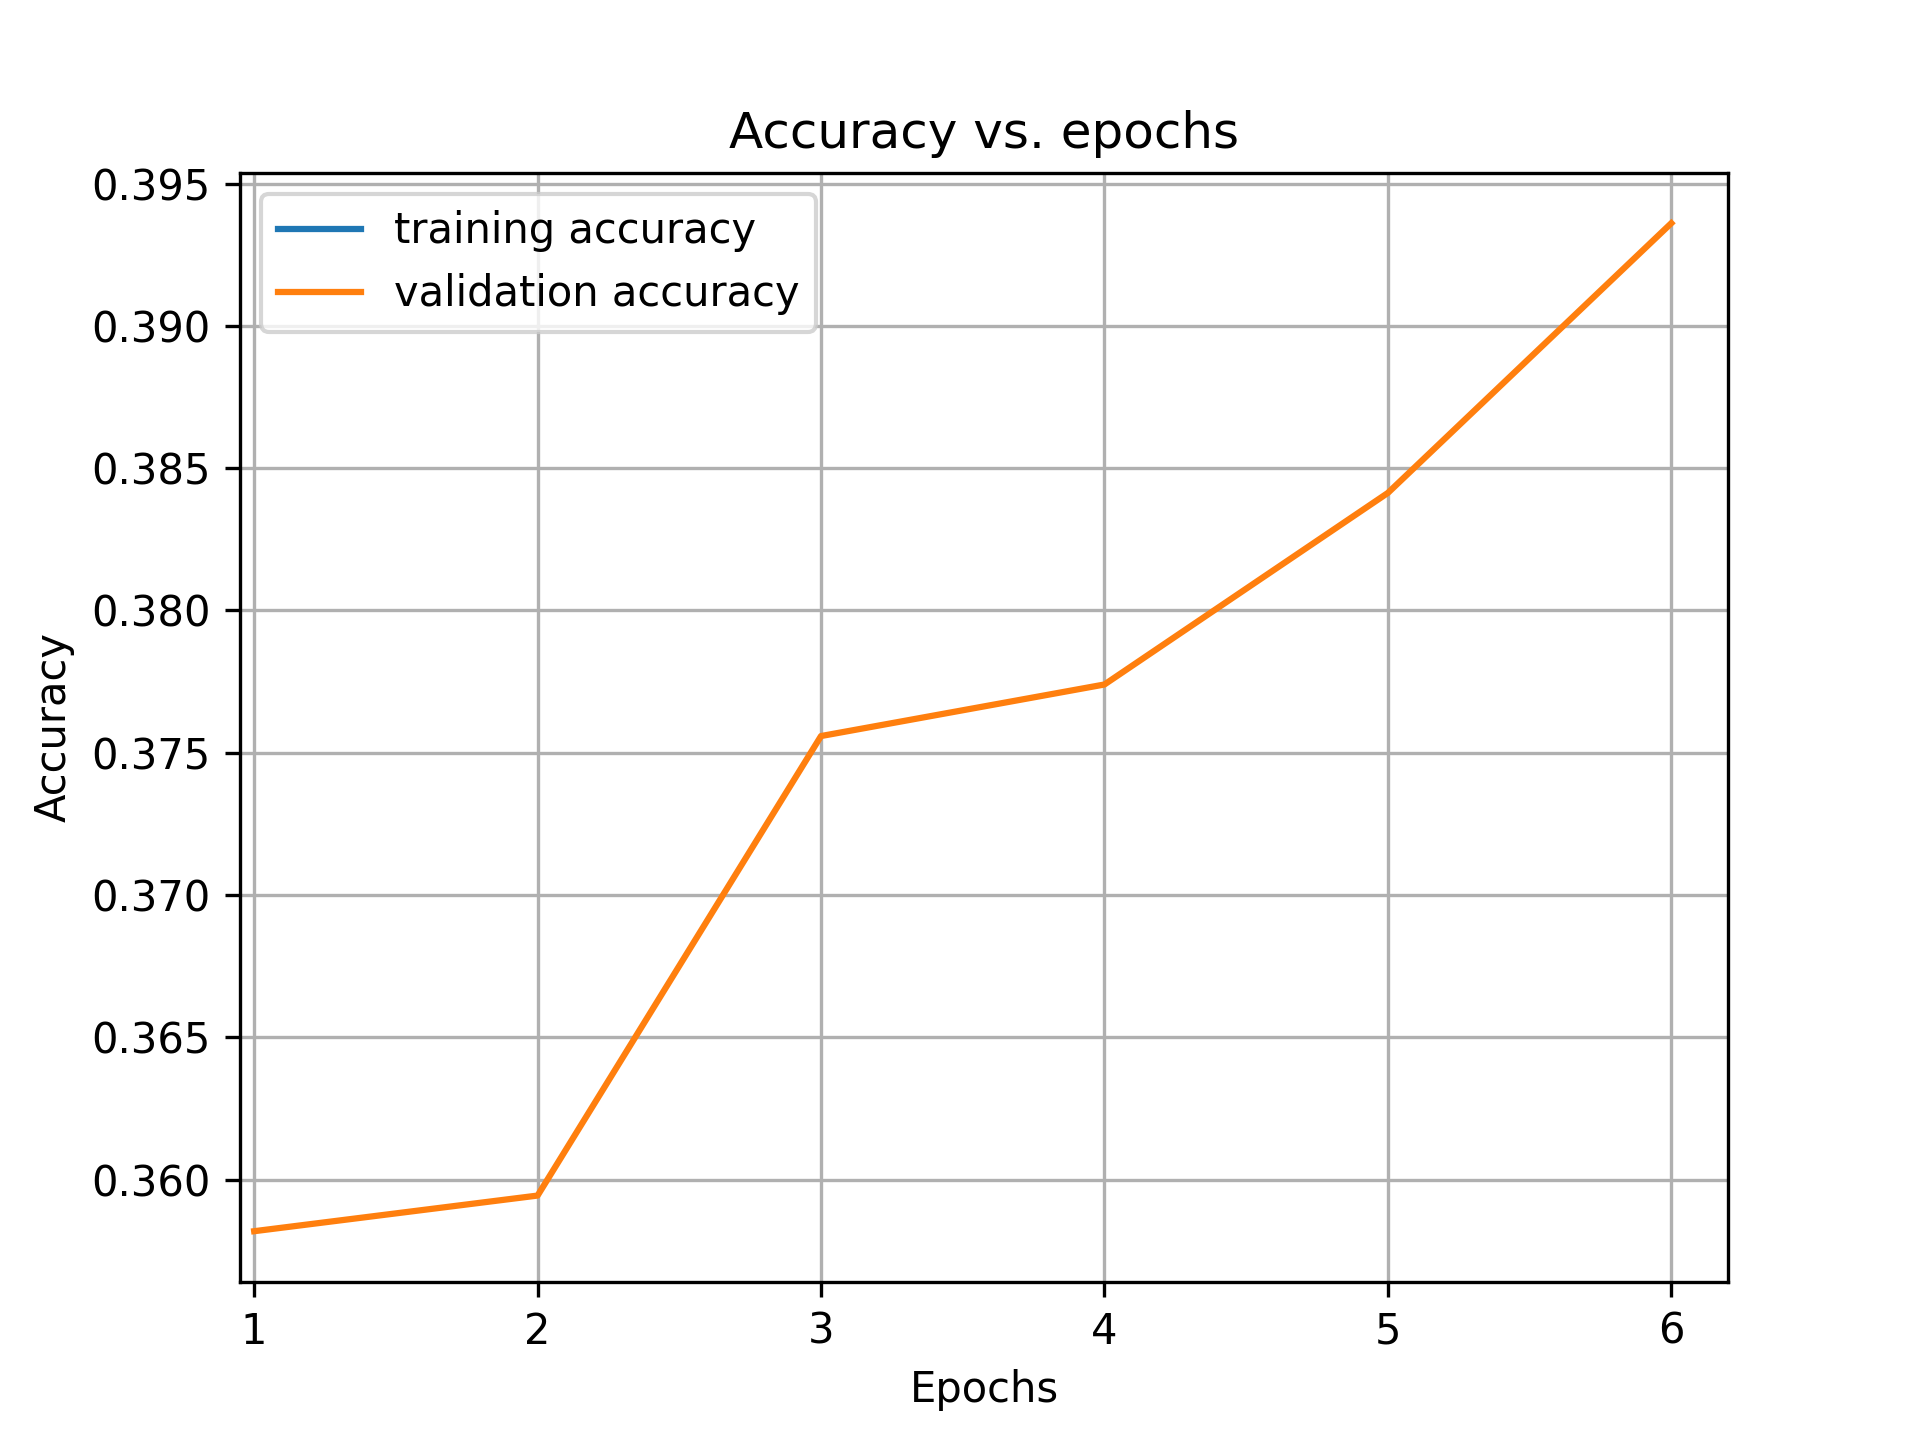 Accuracy vs. epochs
training accuracy
validation accuracy
0.395
0.390
0.385
0.380
0.375
0.370
0.365
0.360
Accuracy
1 2 3 4 5 6
Epochs